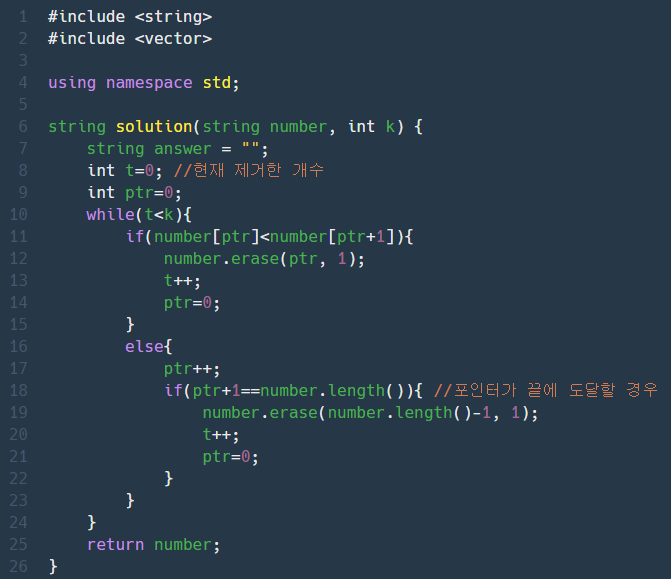 1 #include <string>
2 #include <vector>
3
4 using namespace std;
5
6 string solution(string number, int k) {
7     string answer = "";
8     int t=0; //현재 제거한 개수
9     int ptr=0;
10     while(t<k){
11         if(number[ptr]<number[ptr+1]){
12             number.erase(ptr, 1);
13             t++;
14             ptr=0;
15         }
16         else{
17             ptr++;
18             if(ptr+1==number.length()){ //포인터가 끝에 도달할 경우
19                 number.erase(number.length()-1, 1);
20                 t++;
21                 ptr=0;
22             }
23         }
24     }
25     return number;
26 }